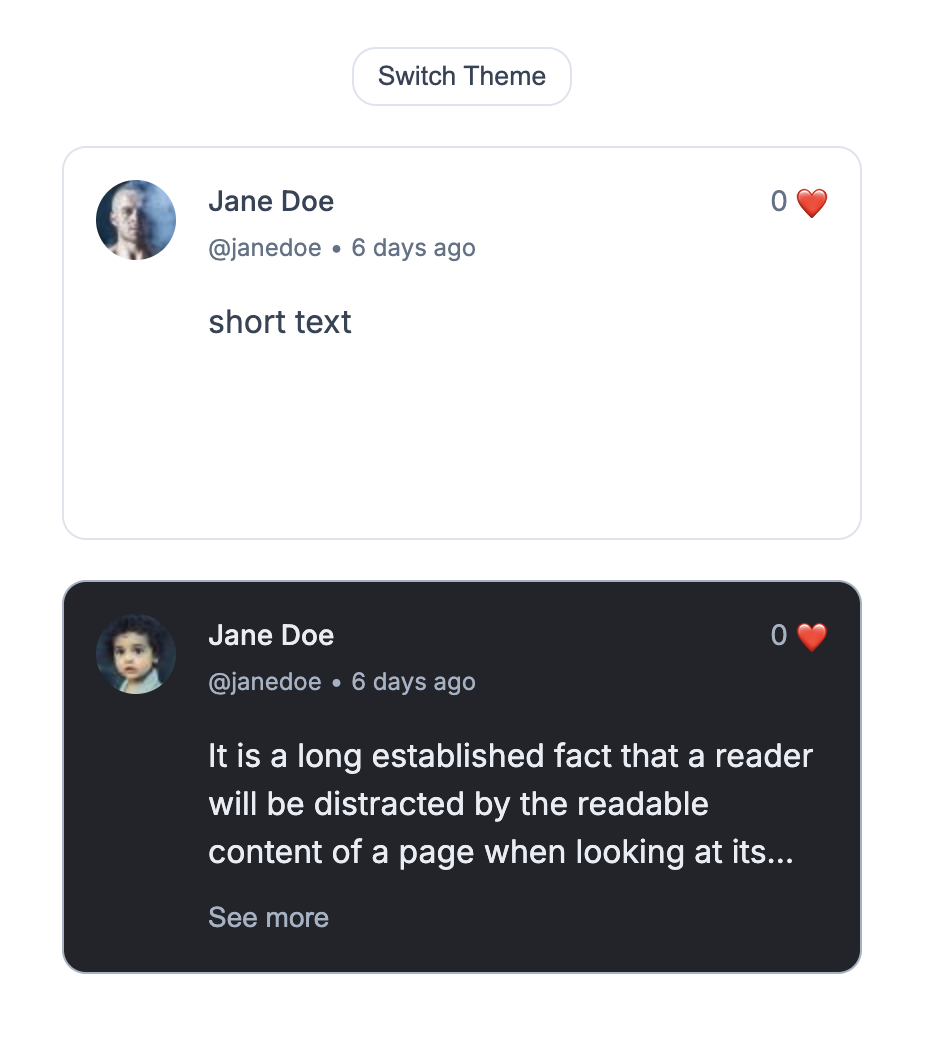 Switch Theme
Jane Doe
0 ❤️
@janedoe • 6 days ago
short text
Jane Doe
0 ❤️
@janedoe • 6 days ago
It is a long established fact that a reader
will be distracted by the readable
content of a page when looking at its...
See more